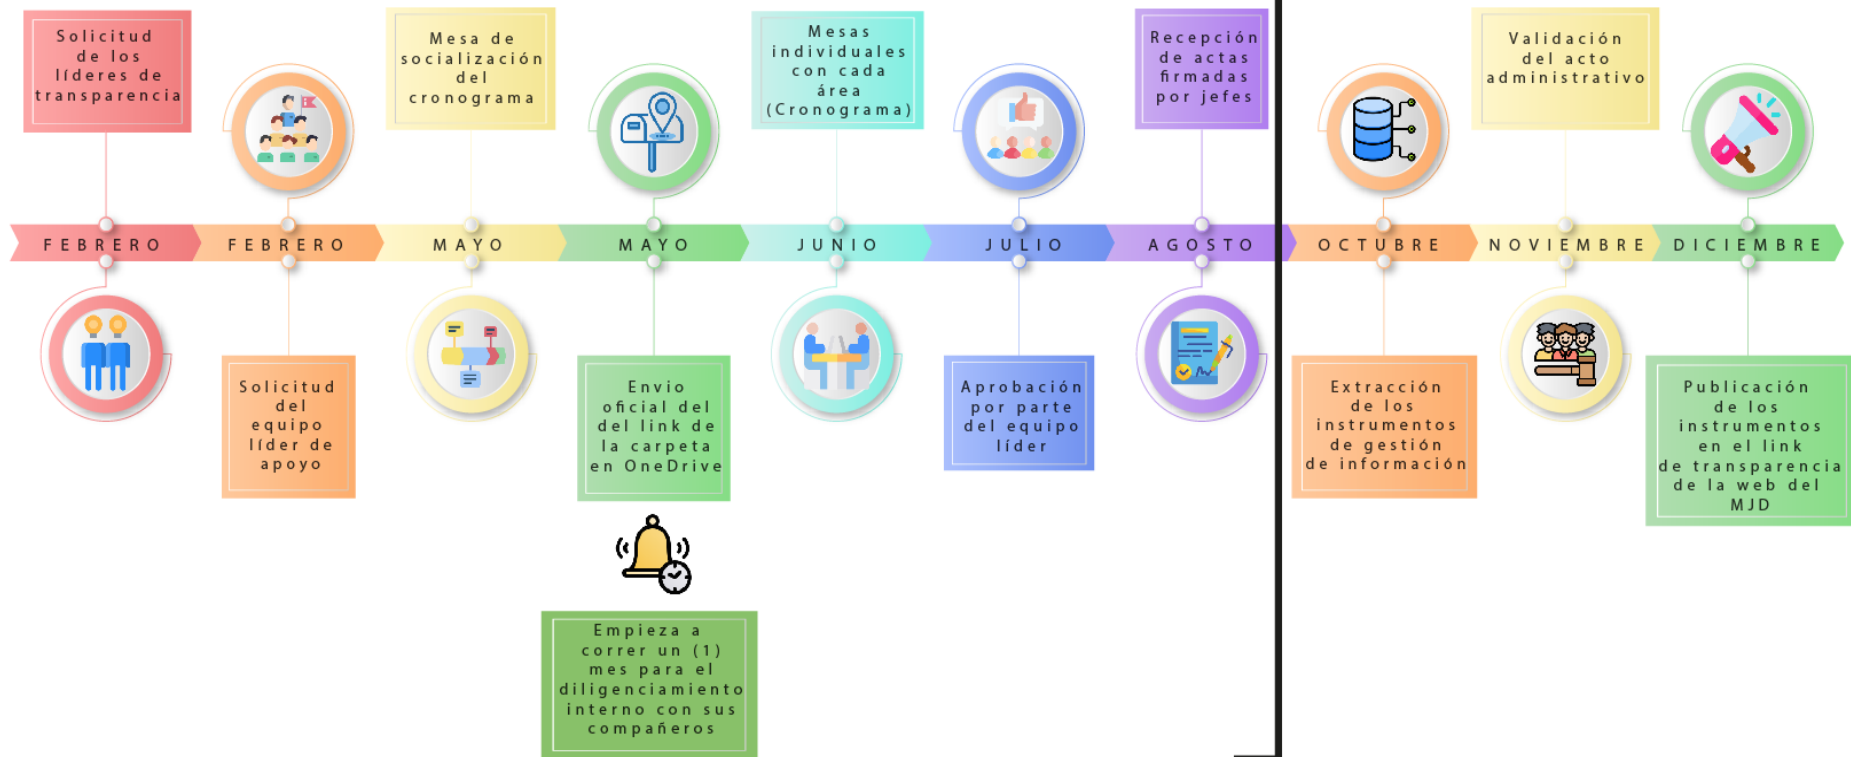 Solicitud
de los
líderes de
transparencia
Mesa de
socialización
del
cronograma
Mesas
individuales
con cada
área
(Cronograma)
Recepción
de actas
firmadas
por jefes
Validación
del acto
administrativo
FEBRERO
FEBRERO
MAYO
MAYO
JUNIO
JULIO
AGOSTO
OCTUBRE
NOVIEMBRE
DICIEMBRE
Solicitud
del
equipo
líder de
apoyo
Envio
oficial del
del link de
la carpeta
en OneDrive
Aprobación
por parte
del equipo
líder
Extracción
de los
instrumentos
de gestión
de información
Publicación
de los
instrumentos
en el link
de transparencia
de la web del
MJD
Empieza a
correr un (1)
mes para el
diligenciamiento
interno con sus
compañeros